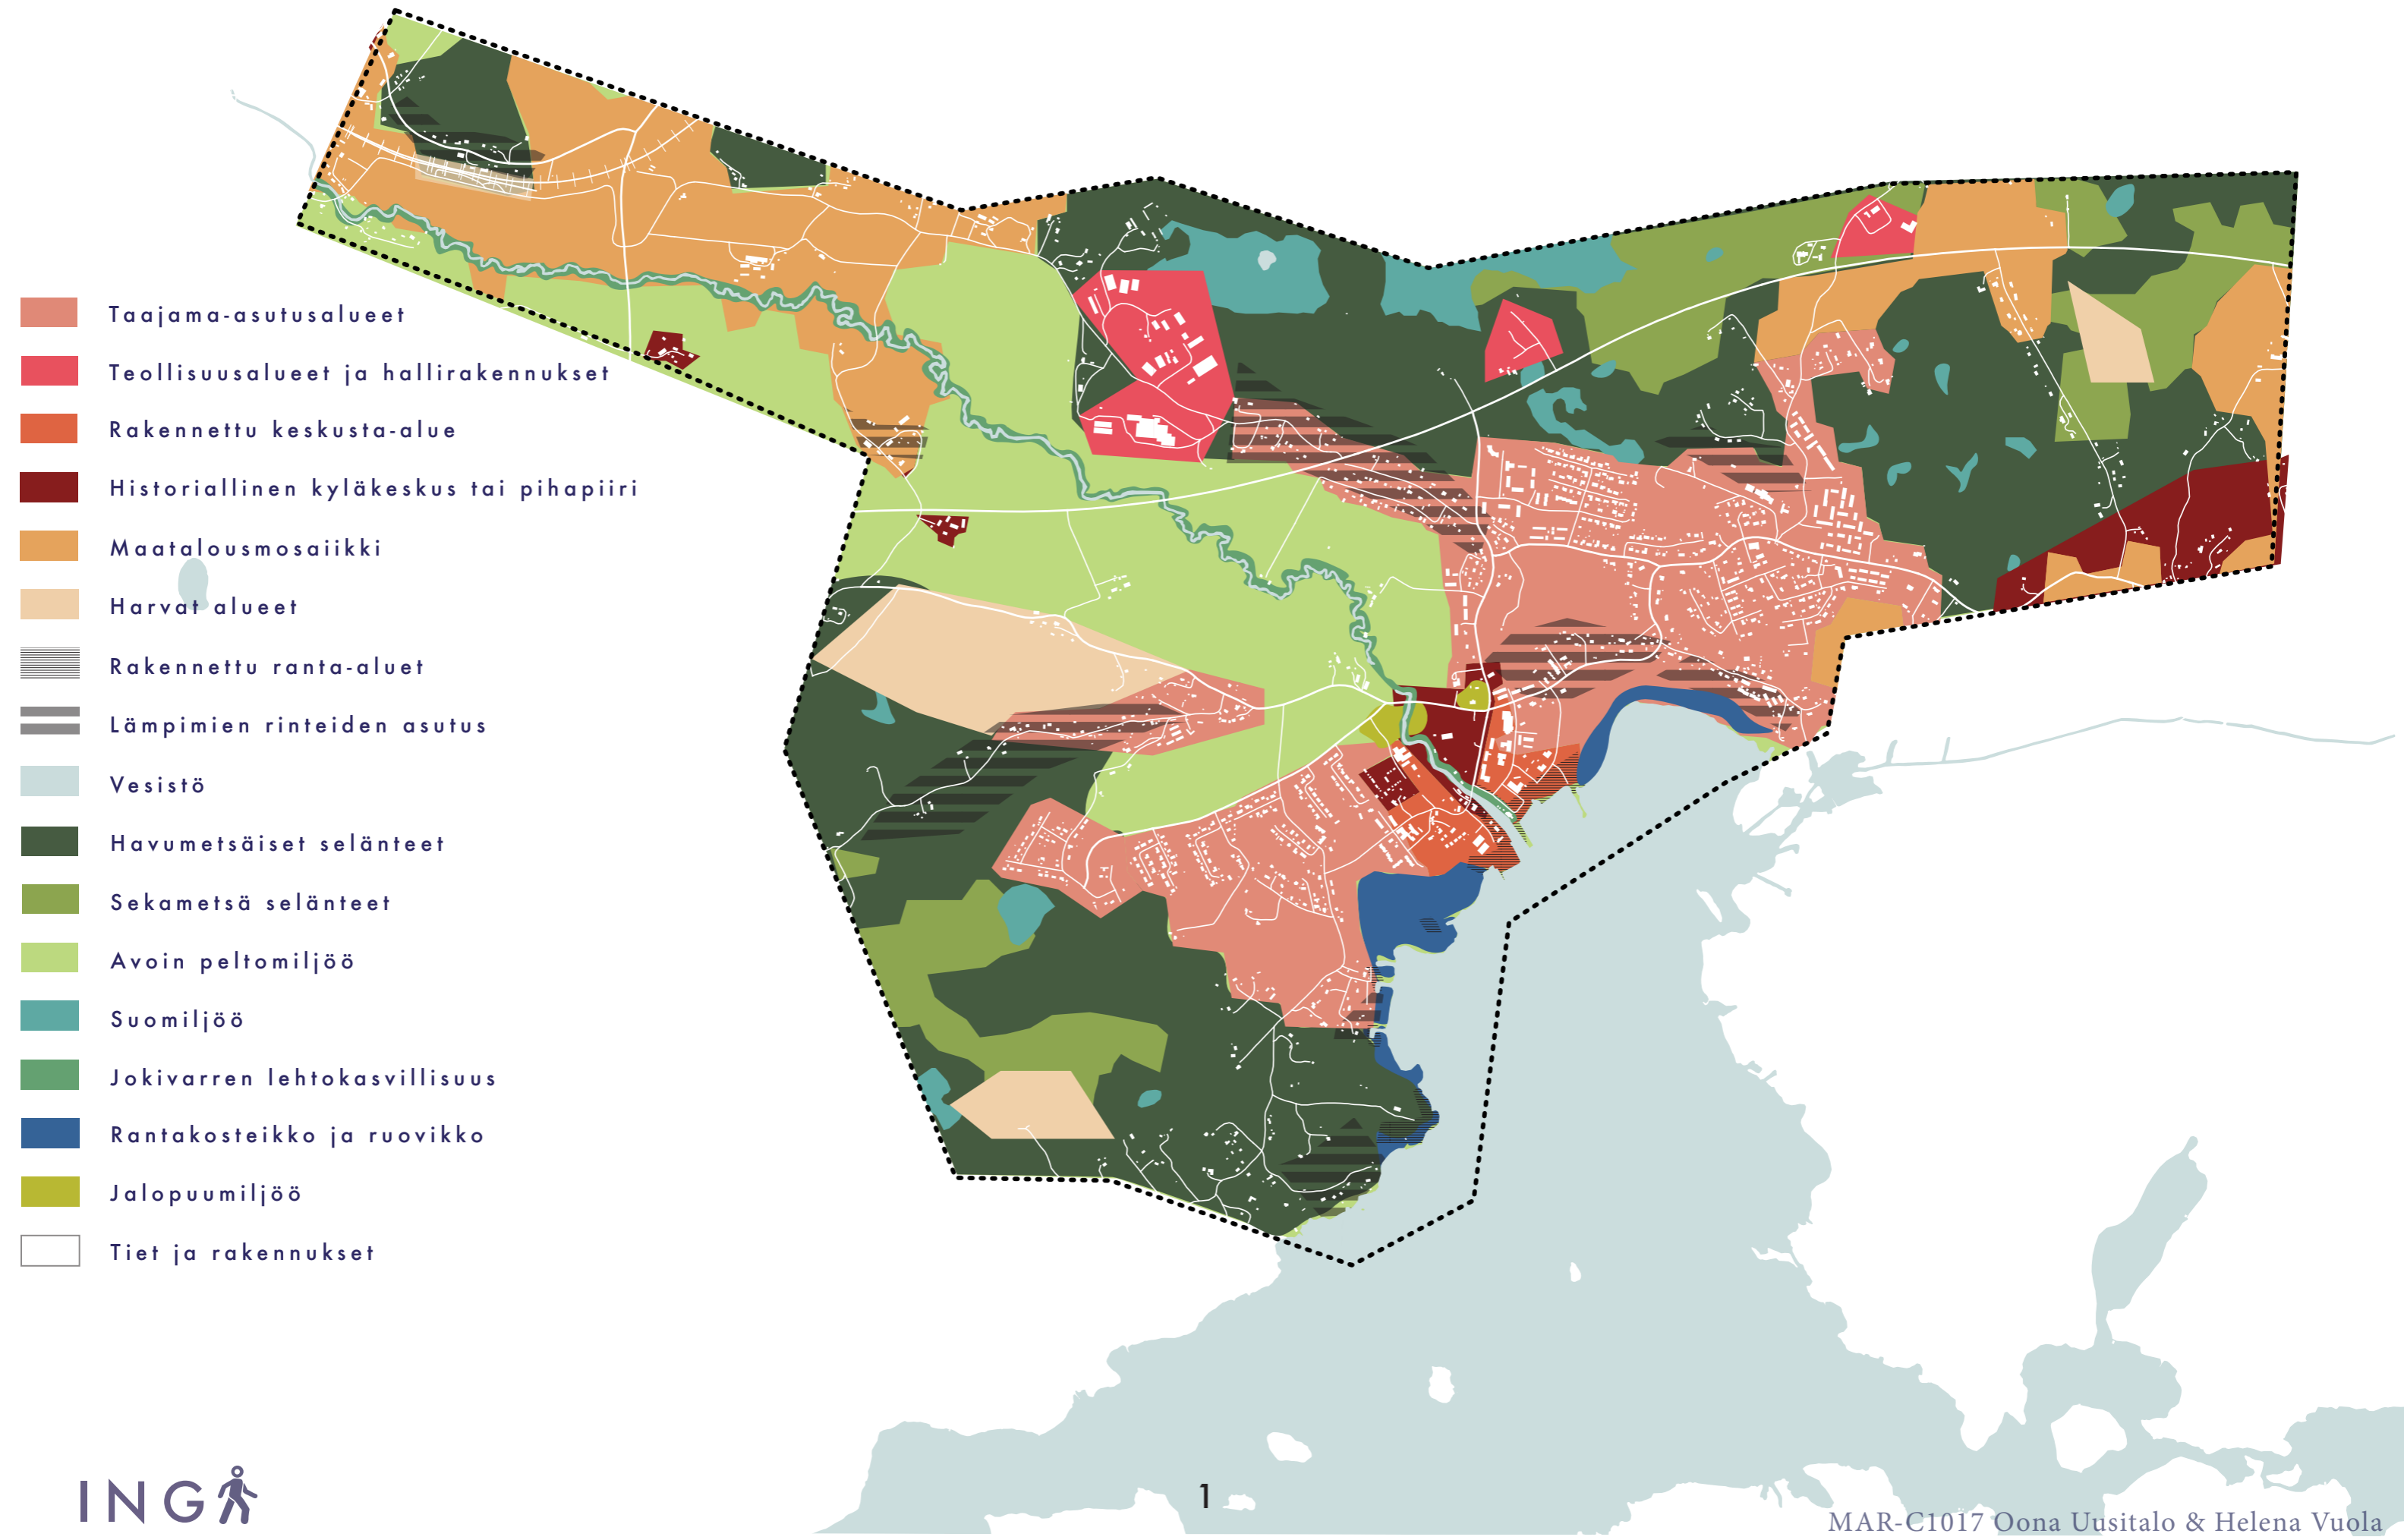 Taajama-asutusalueet
Teollisuusalueet ja hallirakennukset
Rakennettu keskusta-alue
Historiallinen kyläkeskus tai pihapiiri
Maatalousmosaiikki
Harvat alueet
Rakennettu ranta-aluet
Lämpimien rinteiden asutus
Vesistö
Havumetsäiset selänteet
Sekametsä selänteet
Avoin peltomiljöö
Suomiljöö
Jokivarren lehtokasvillisuus
Rantakosteikko ja ruovikko
Jalopuumiljöö
Tiet ja rakennukset
ING
1
MAR-C1017 Oona Uusitalo & Helena Vuola